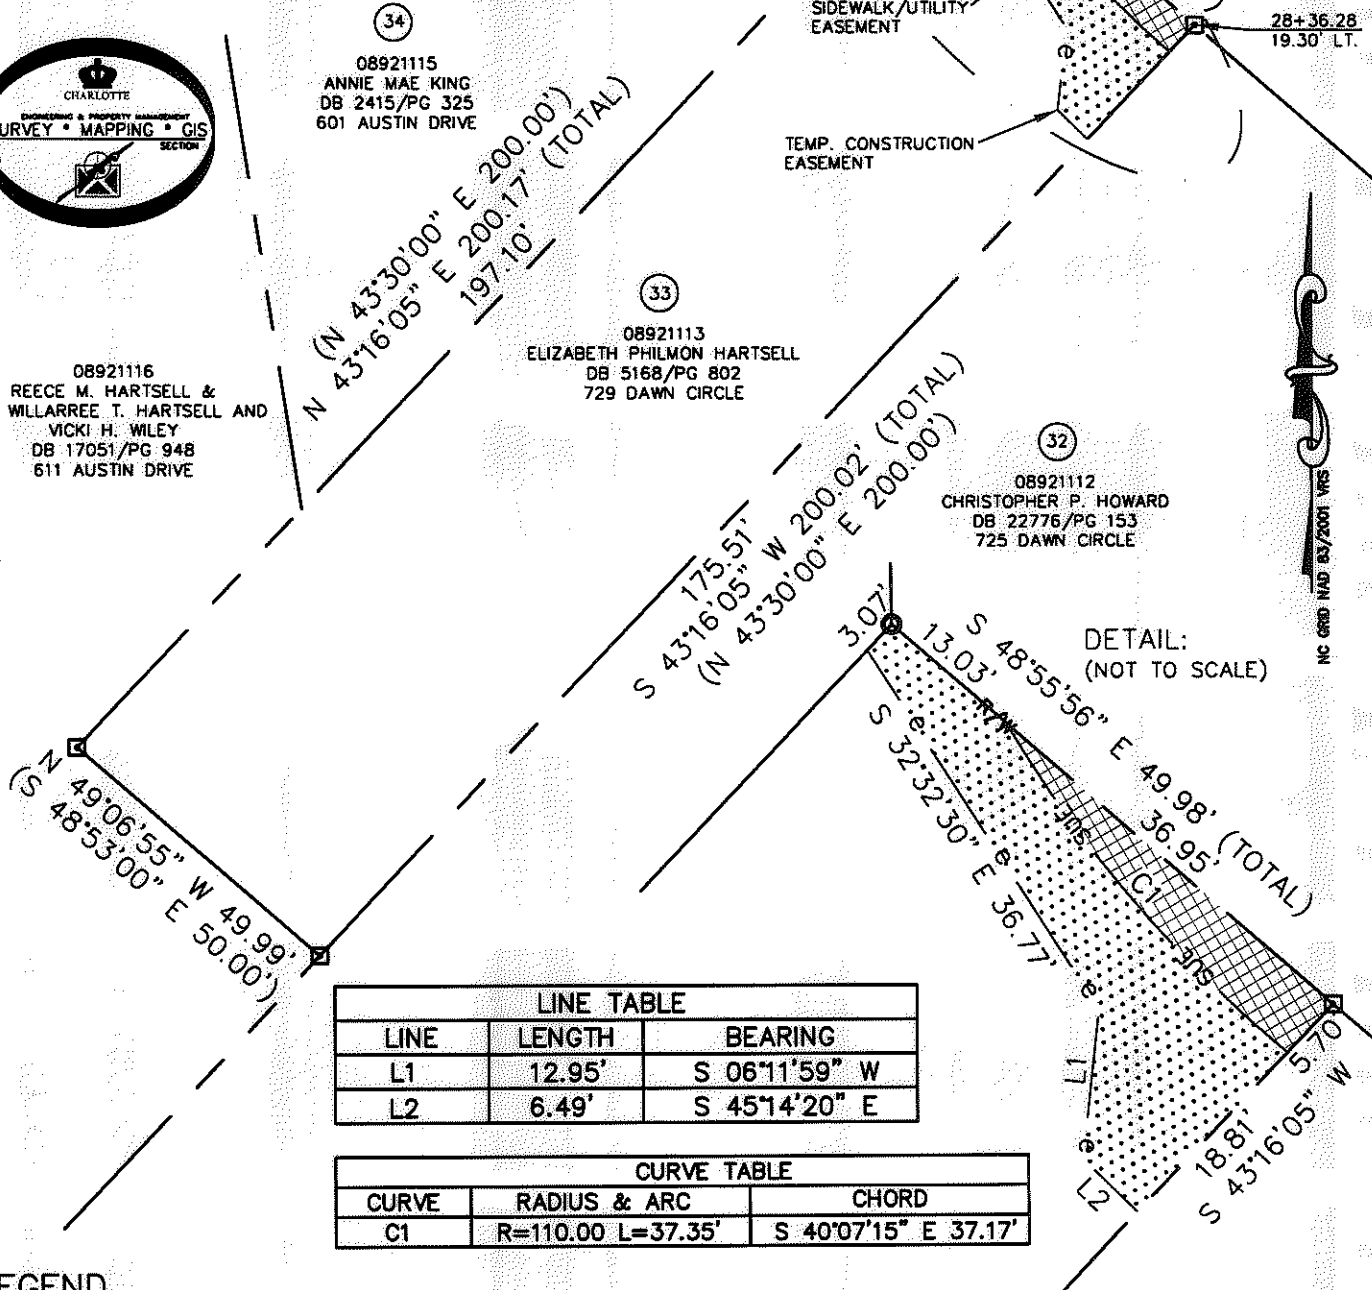 SIDEWALK/UTILITY
EASEMENT
28+36.28
19.30' LT.
34
08921115
ANNIE MAE KING
DB 2415/PG 325
601 AUSTIN DRIVE
CHARLOTTE
ENGINEERING & PROPERTY MANAGEMENT
URVEY * MAPPING * GIS
SECTION
e
TEMP. CONSTRUCTION
EASEMENT
(N 43°30'00" E 200.00')
N 43°16'05" E 200.17' (TOTAL)
197.10'
33
08921113
ELIZABETH PHILMON HARTSELL
DB 5168/PG 802
729 DAWN CIRCLE
08921116
REECE M. HARTSELL &
WILLARREE T. HARTSELL AND
VICKI H. WILEY
DB 17051/PG 948
611 AUSTIN DRIVE
32
08921112
CHRISTOPHER P. HOWARD
DB 22776/PG 153
725 DAWN CIRCLE
NC GRID NAD 83/2001 VRS
175.51'
S 43°16'05" W 200.02' (TOTAL)
(N 43°30'00" E 200.00')
DETAIL:
(NOT TO SCALE)
3.07'
13.03'
S 48°55'56" E 49.98' (TOTAL)
36.95'
R/W
S 32°32'30" E 36.77'
e
e
e
SUE
C1
SUE
N 49°06'55" W 49.99'
(S 48°53'00" E 50.00')
L1
e
L2
5.70'
18.81'
S 43°16'05" W
LINE TABLE
LINE LENGTH BEARING
L1 12.95' S 06°11'59" W
L2 6.49' S 45°14'20" E
CURVE TABLE
CURVE RADIUS & ARC CHORD
C1 R=110.00 L=37.35' S 40°07'15" E 37.17'
EGEND